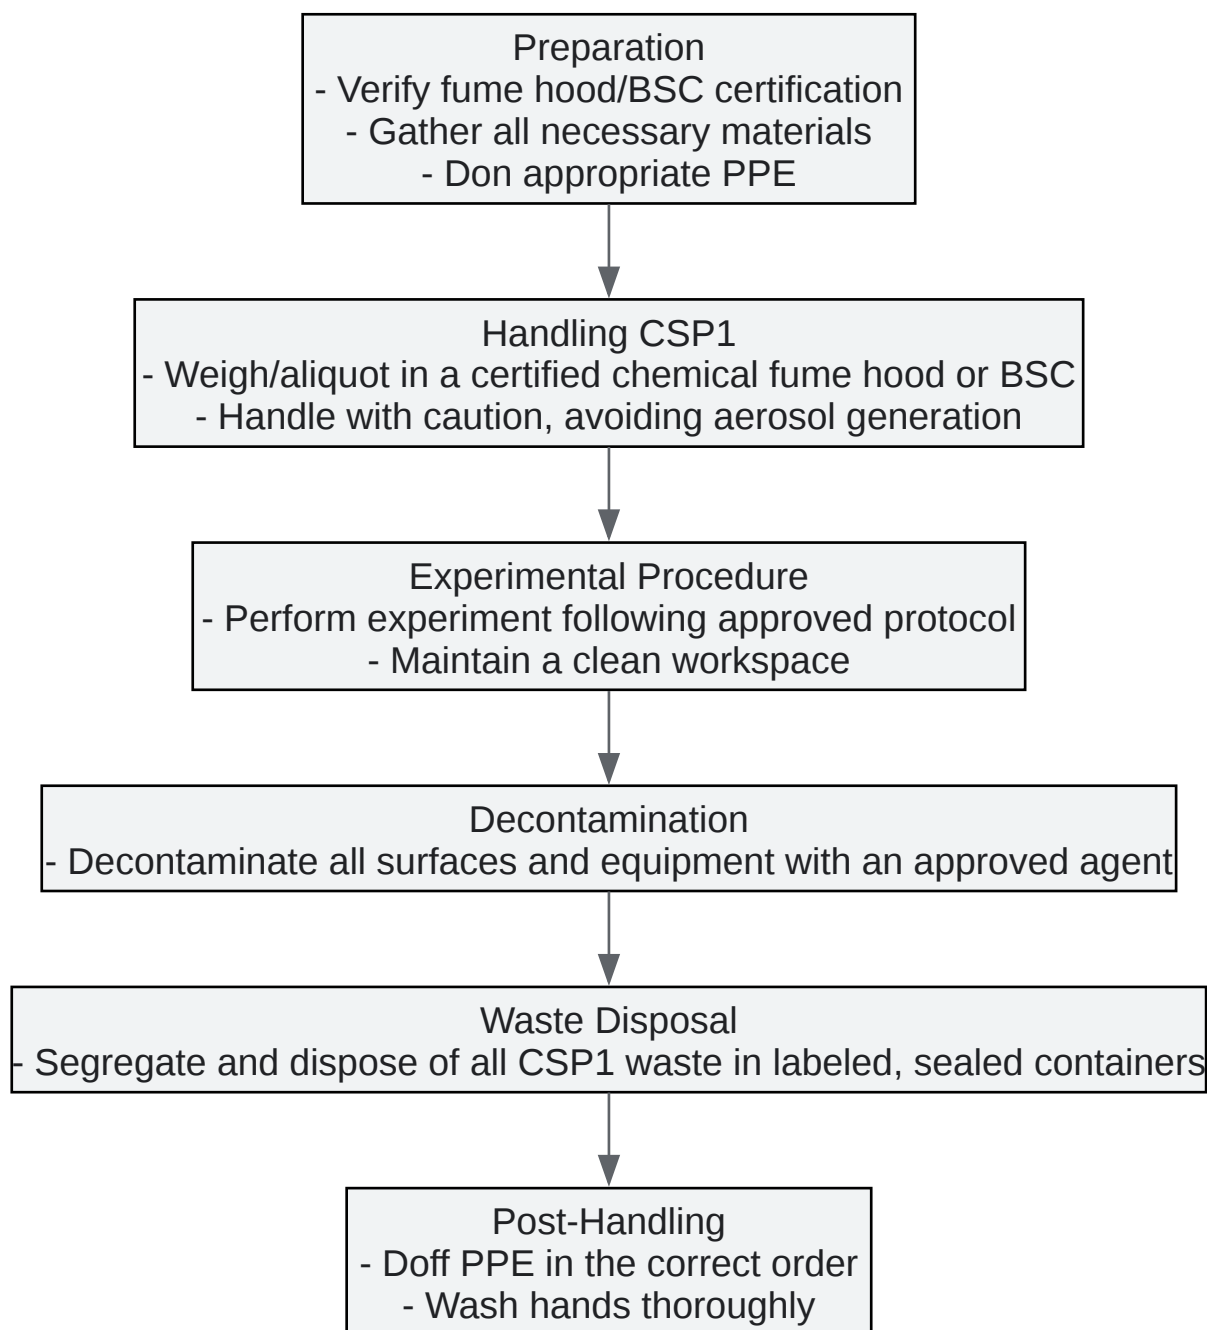 Preparation
- Verify fume hood/BSC certification
- Gather all necessary materials
- Don appropriate PPE
Handling CSP1
- Weigh/aliquot in a certified chemical fume hood or BSC
- Handle with caution, avoiding aerosol generation
Experimental Procedure
- Perform experiment following approved protocol
- Maintain a clean workspace
Decontamination
- Decontaminate all surfaces and equipment with an approved agent
Waste Disposal
- Segregate and dispose of all CSP1 waste in labeled, sealed containers
Post-Handling
- Doff PPE in the correct order
- Wash hands thoroughly